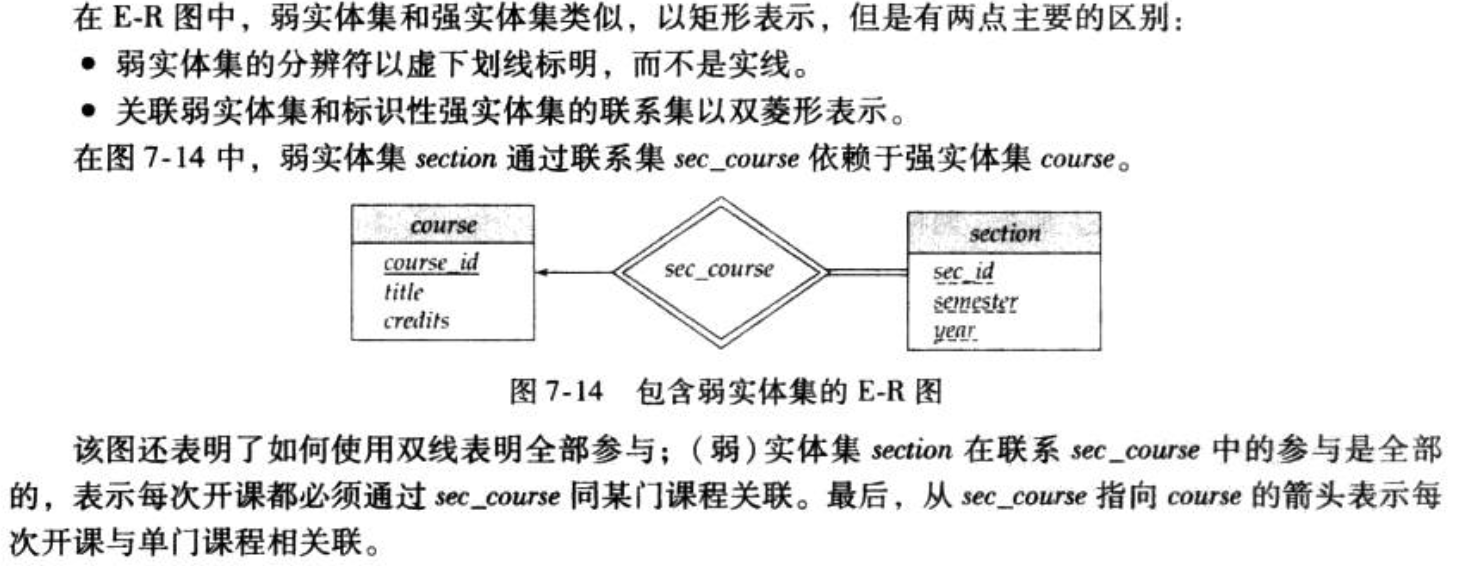 在 E-R 图中，弱实体集和强实体集类似，以矩形表示，但是有两点主要的区别：
● 弱实体集的分辨符以虚下划线标明，而不是实线。
● 关联弱实体集和标识性强实体集的联系集以双菱形表示。
在图 7-14 中，弱实体集 section 通过联系集 sec_course 依赖于强实体集 course。
course
course_id
title
credits
sec_course
section
sec_id
semester
year
图 7-14 包含弱实体集的 E-R 图
该图还表明了如何使用双线表明全部参与；（弱）实体集 section 在联系 sec_course 中的参与是全部
的，表示每次开课都必须通过 sec_course 同某门课程关联。最后，从 sec_course 指向 course 的箭头表示每
次开课与单门课程相关联。